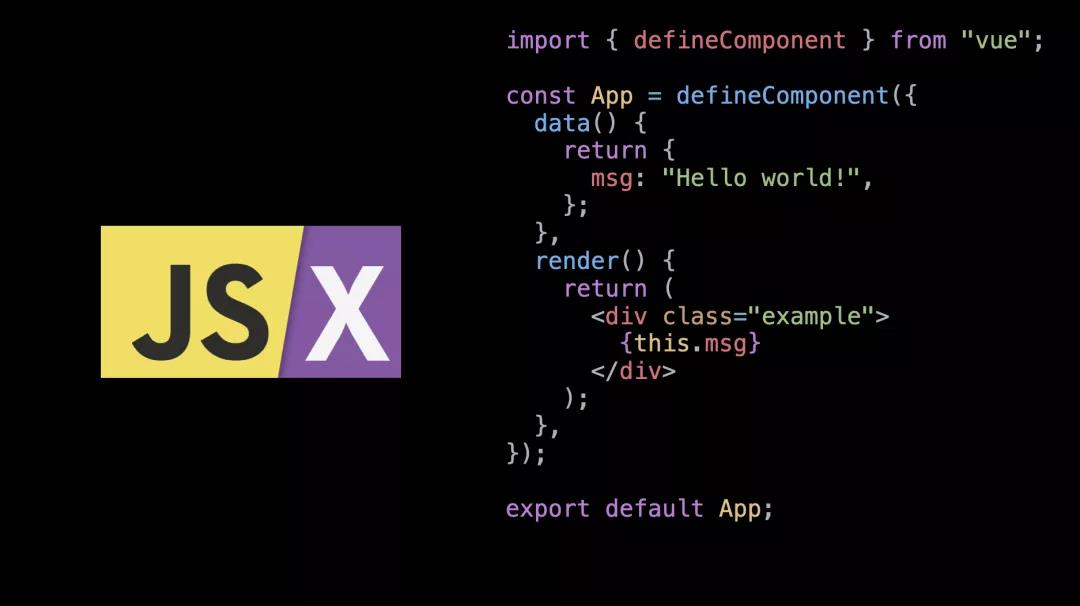 JSX
import { defineComponent } from "vue";
const App = defineComponent({
  data() {
    return {
      msg: "Hello world!",
    };
  },
  render() {
    return (
      <div class="example">
        {this.msg}
      </div>
    );
  },
});
export default App;